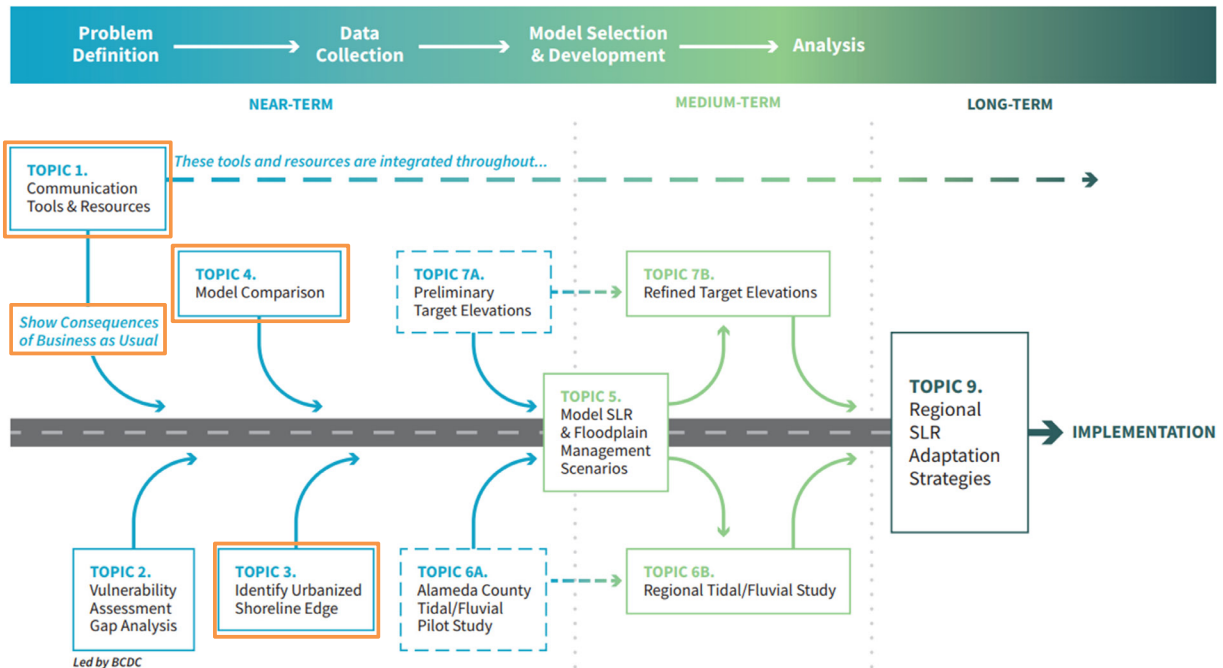 Problem
Definition
Data
Collection
Model Selection
& Development
Analysis
NEAR-TERM
MEDIUM-TERM
LONG-TERM
TOPIC 1.
Communication
Tools & Resources
These tools and resources are integrated throughout...
TOPIC 4.
Model Comparison
TOPIC 7A.
Preliminary
Target Elevations
TOPIC 7B.
Refined Target Elevations
Show Consequences
of Business as Usual
TOPIC 5.
Model SLR
& Floodplain
Management
Scenarios
TOPIC 9.
Regional
SLR
Adaptation
Strategies
IMPLEMENTATION
TOPIC 2.
Vulnerability
Assessment
Gap Analysis
Led by BCDC
TOPIC 3.
Identify Urbanized
Shoreline Edge
TOPIC 6A.
Alameda County
Tidal/Fluvial
Pilot Study
TOPIC 6B.
Regional Tidal/Fluvial Study